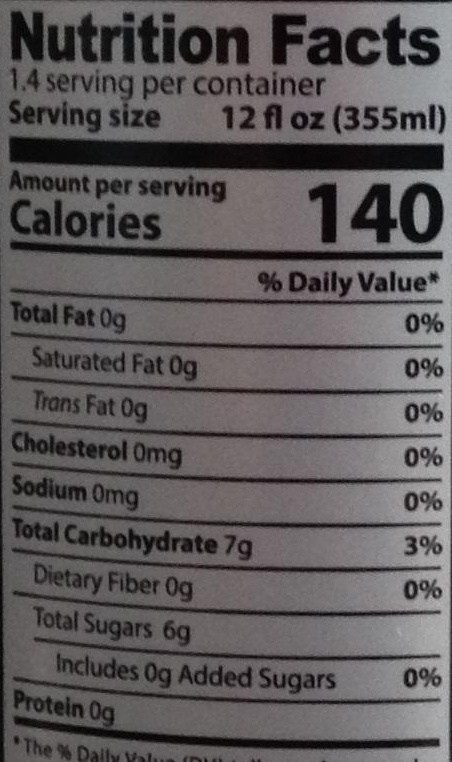 Nutrition Facts
1.4 serving per container
Serving size 12 fl oz (355ml)
Amount per serving
Calories 140
% Daily Value*
Total Fat 0g 0%
Saturated Fat 0g 0%
Trans Fat 0g 0%
Cholesterol 0mg 0%
Sodium 0mg 0%
Total Carbohydrate 7g 3%
Dietary Fiber 0g 0%
Total Sugars 6g
Includes 0g Added Sugars 0%
Protein 0g
*The % Daily Value